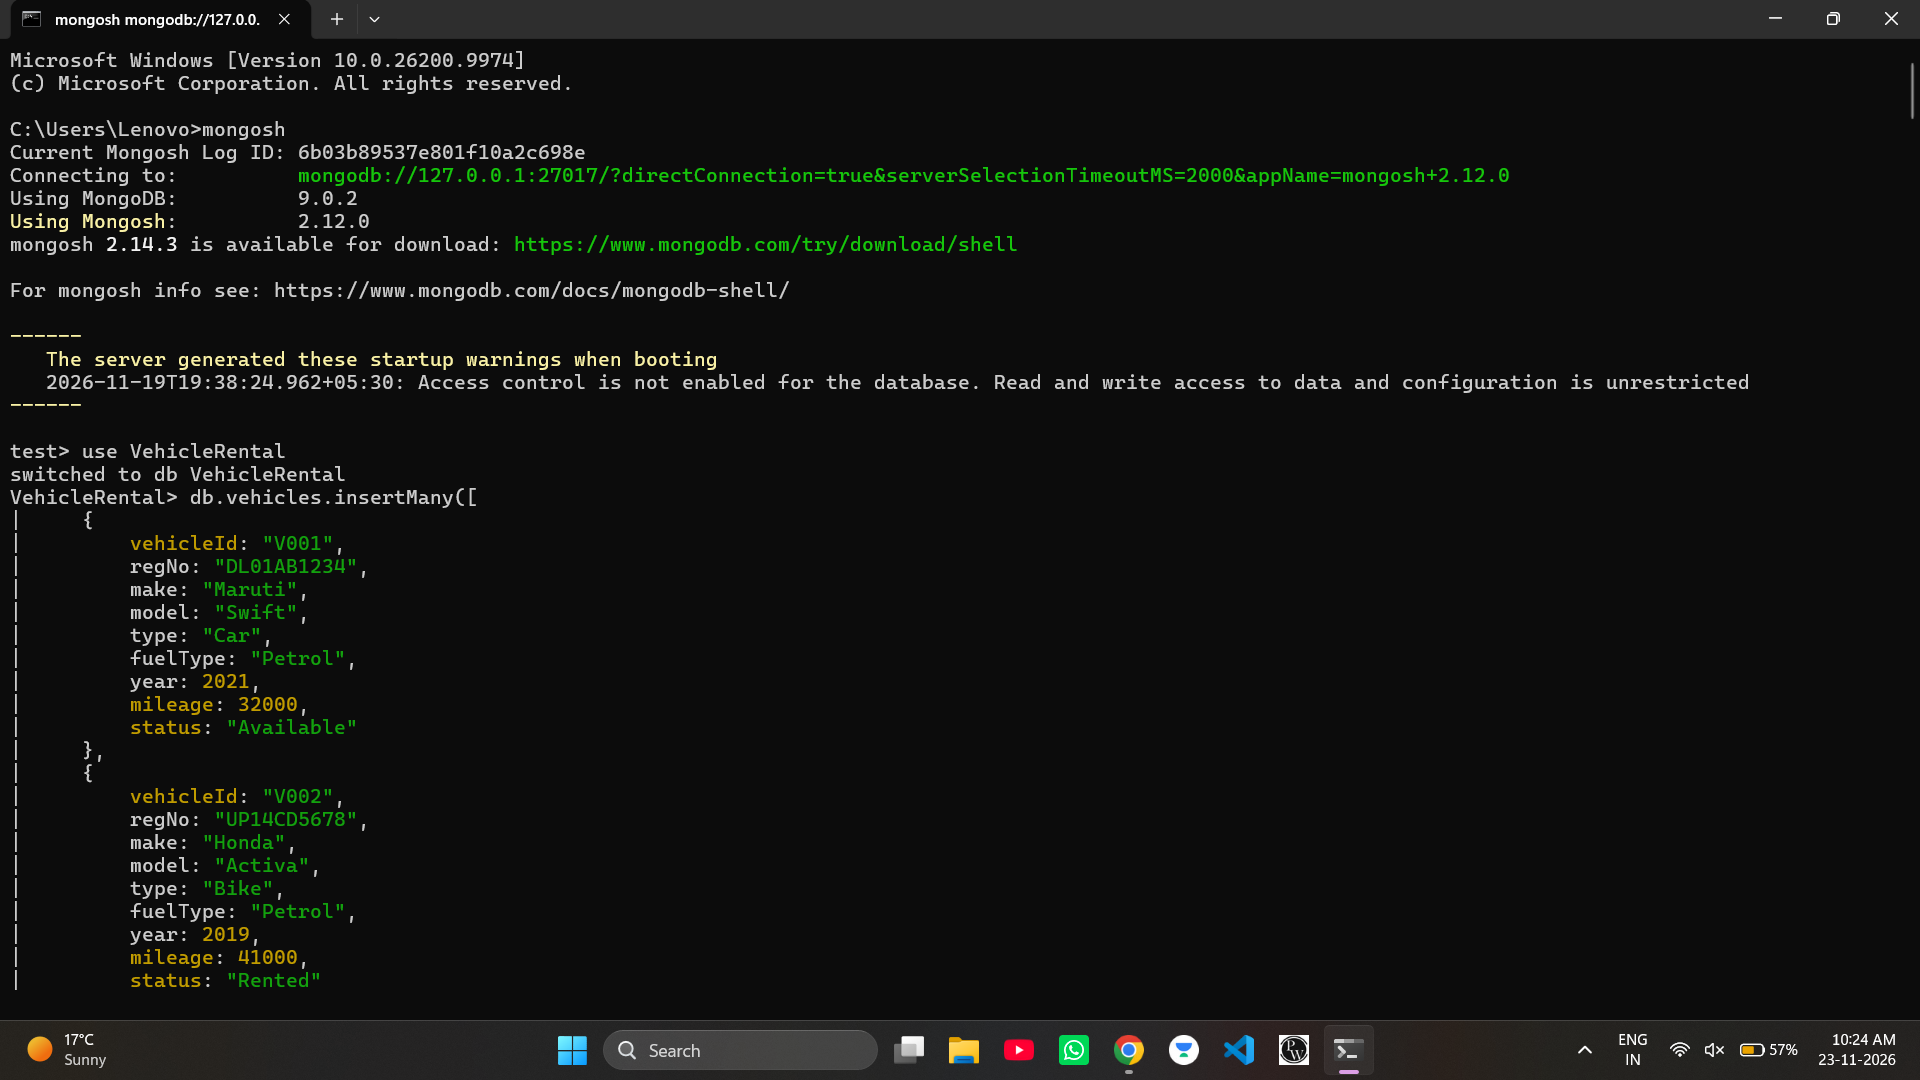 mongosh mongodb://127.0.0.
Microsoft Windows [Version 10.0.26200.9974]
(c) Microsoft Corporation. All rights reserved.
C:\Users\Lenovo>mongosh
Current Mongosh Log ID: 6b03b89537e801f10a2c698e
Connecting to: mongodb://127.0.0.1:27017/?directConnection=true&serverSelectionTimeoutMS=2000&appName=mongosh+2.12.0
Using MongoDB: 9.0.2
Using Mongosh: 2.12.0
mongosh 2.14.3 is available for download: https://www.mongodb.com/try/download/shell
For mongosh info see: https://www.mongodb.com/docs/mongodb-shell/
------
The server generated these startup warnings when booting
2026-11-19T19:38:24.962+05:30: Access control is not enabled for the database. Read and write access to data and configuration is unrestricted
------
test> use VehicleRental
switched to db VehicleRental
VehicleRental> db.vehicles.insertMany([
| {
| vehicleId: "V001",
| regNo: "DL01AB1234",
| make: "Maruti",
| model: "Swift",
| type: "Car",
| fuelType: "Petrol",
| year: 2021,
| mileage: 32000,
| status: "Available"
| },
| {
| vehicleId: "V002",
| regNo: "UP14CD5678",
| make: "Honda",
| model: "Activa",
| type: "Bike",
| fuelType: "Petrol",
| year: 2019,
| mileage: 41000,
| status: "Rented"
17°C
Sunny
Search
PW
ENG
IN
57%
10:24 AM
23-11-2026